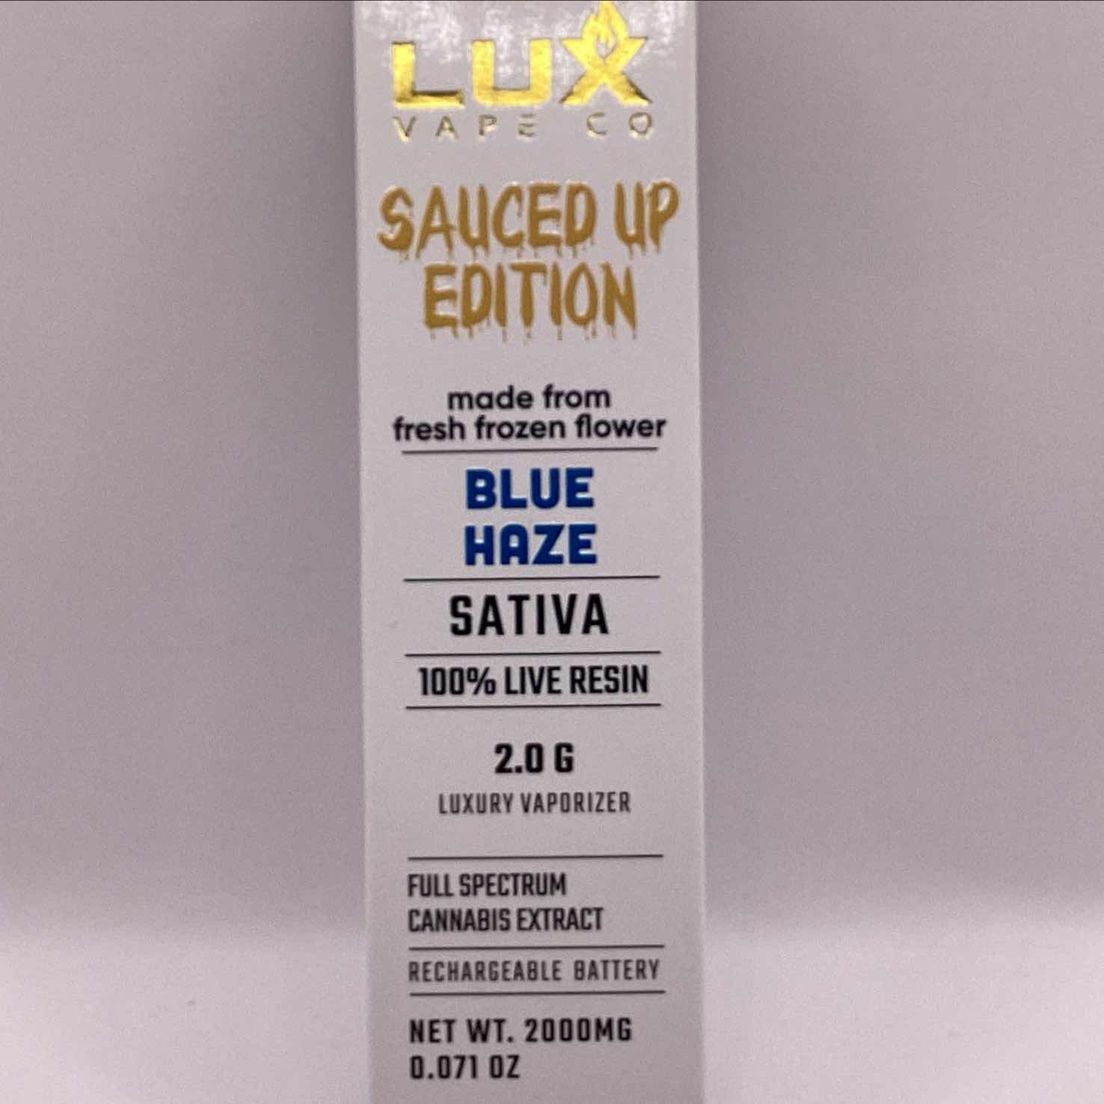 LUX
VAPE CO
SAUCED UP
EDITION
made from
fresh frozen flower
BLUE
HAZE
SATIVA
100% LIVE RESIN
2.0 G
LUXURY VAPORIZER
FULL SPECTRUM
CANNABIS EXTRACT
RECHARGEABLE BATTERY
NET WT. 2000MG
0.071 OZ